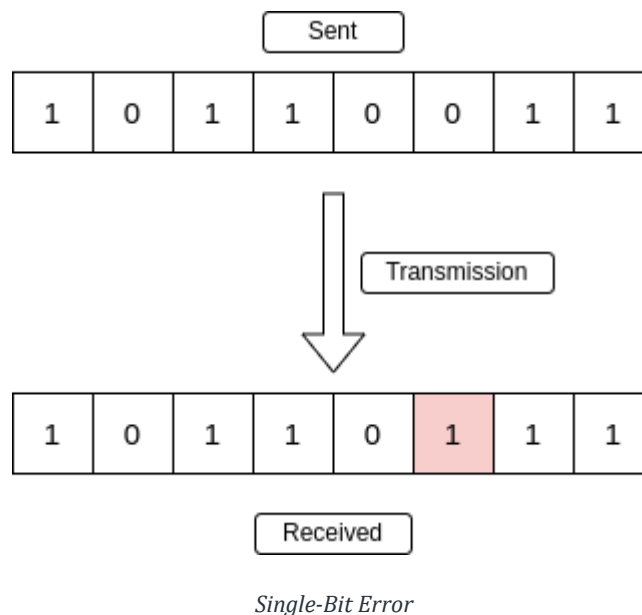 Sent
1 0 1 1 0 0 1 1
Transmission
1 0 1 1 0 1 1 1
Received
Single-Bit Error